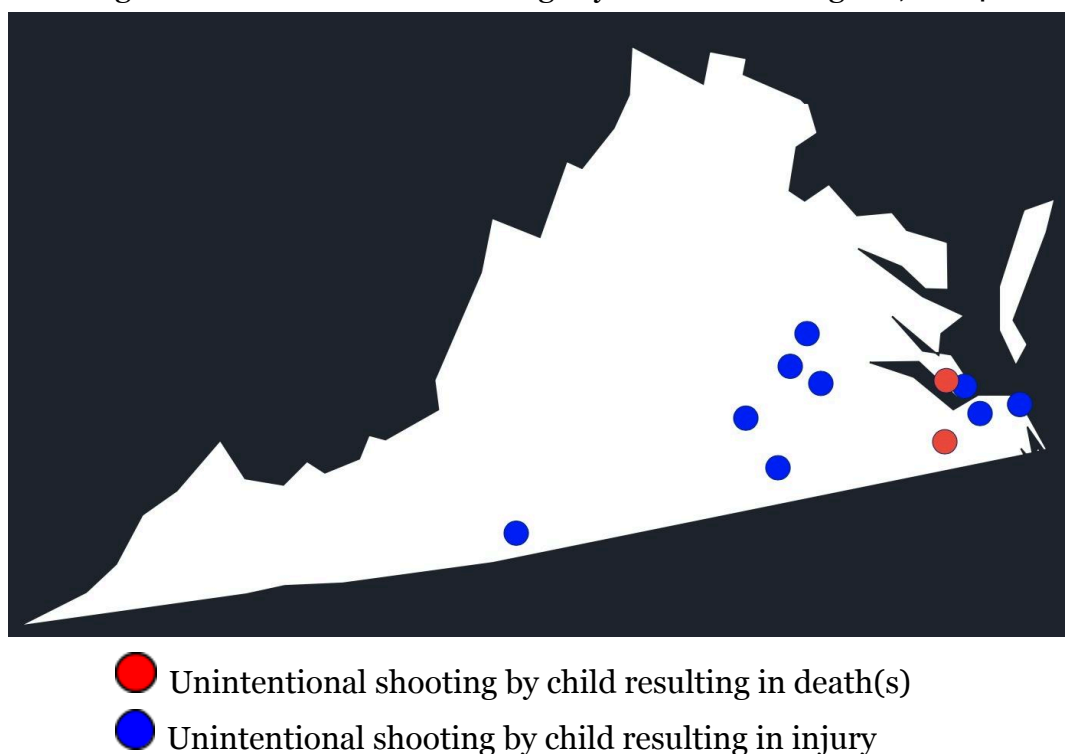 Unintentional shooting by child resulting in death(s)
Unintentional shooting by child resulting in injury